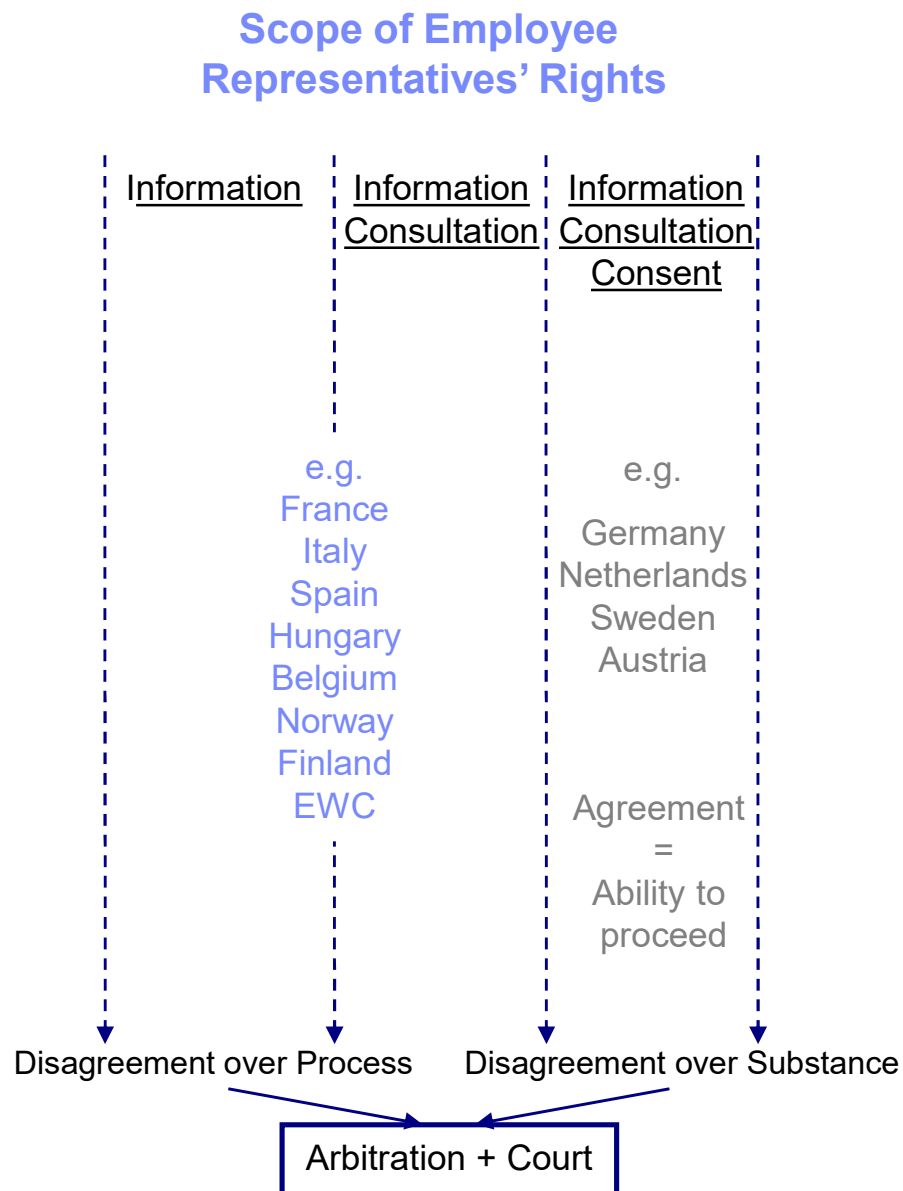 Scope of Employee
Representatives’ Rights
Information
Information
Consultation
Information
Consultation
Consent
e.g.
France
Italy
Spain
Hungary
Belgium
Norway
Finland
EWC
e.g.
Germany
Netherlands
Sweden
Austria
Agreement
=
Ability to
proceed
Disagreement over Process
Disagreement over Substance
Arbitration + Court